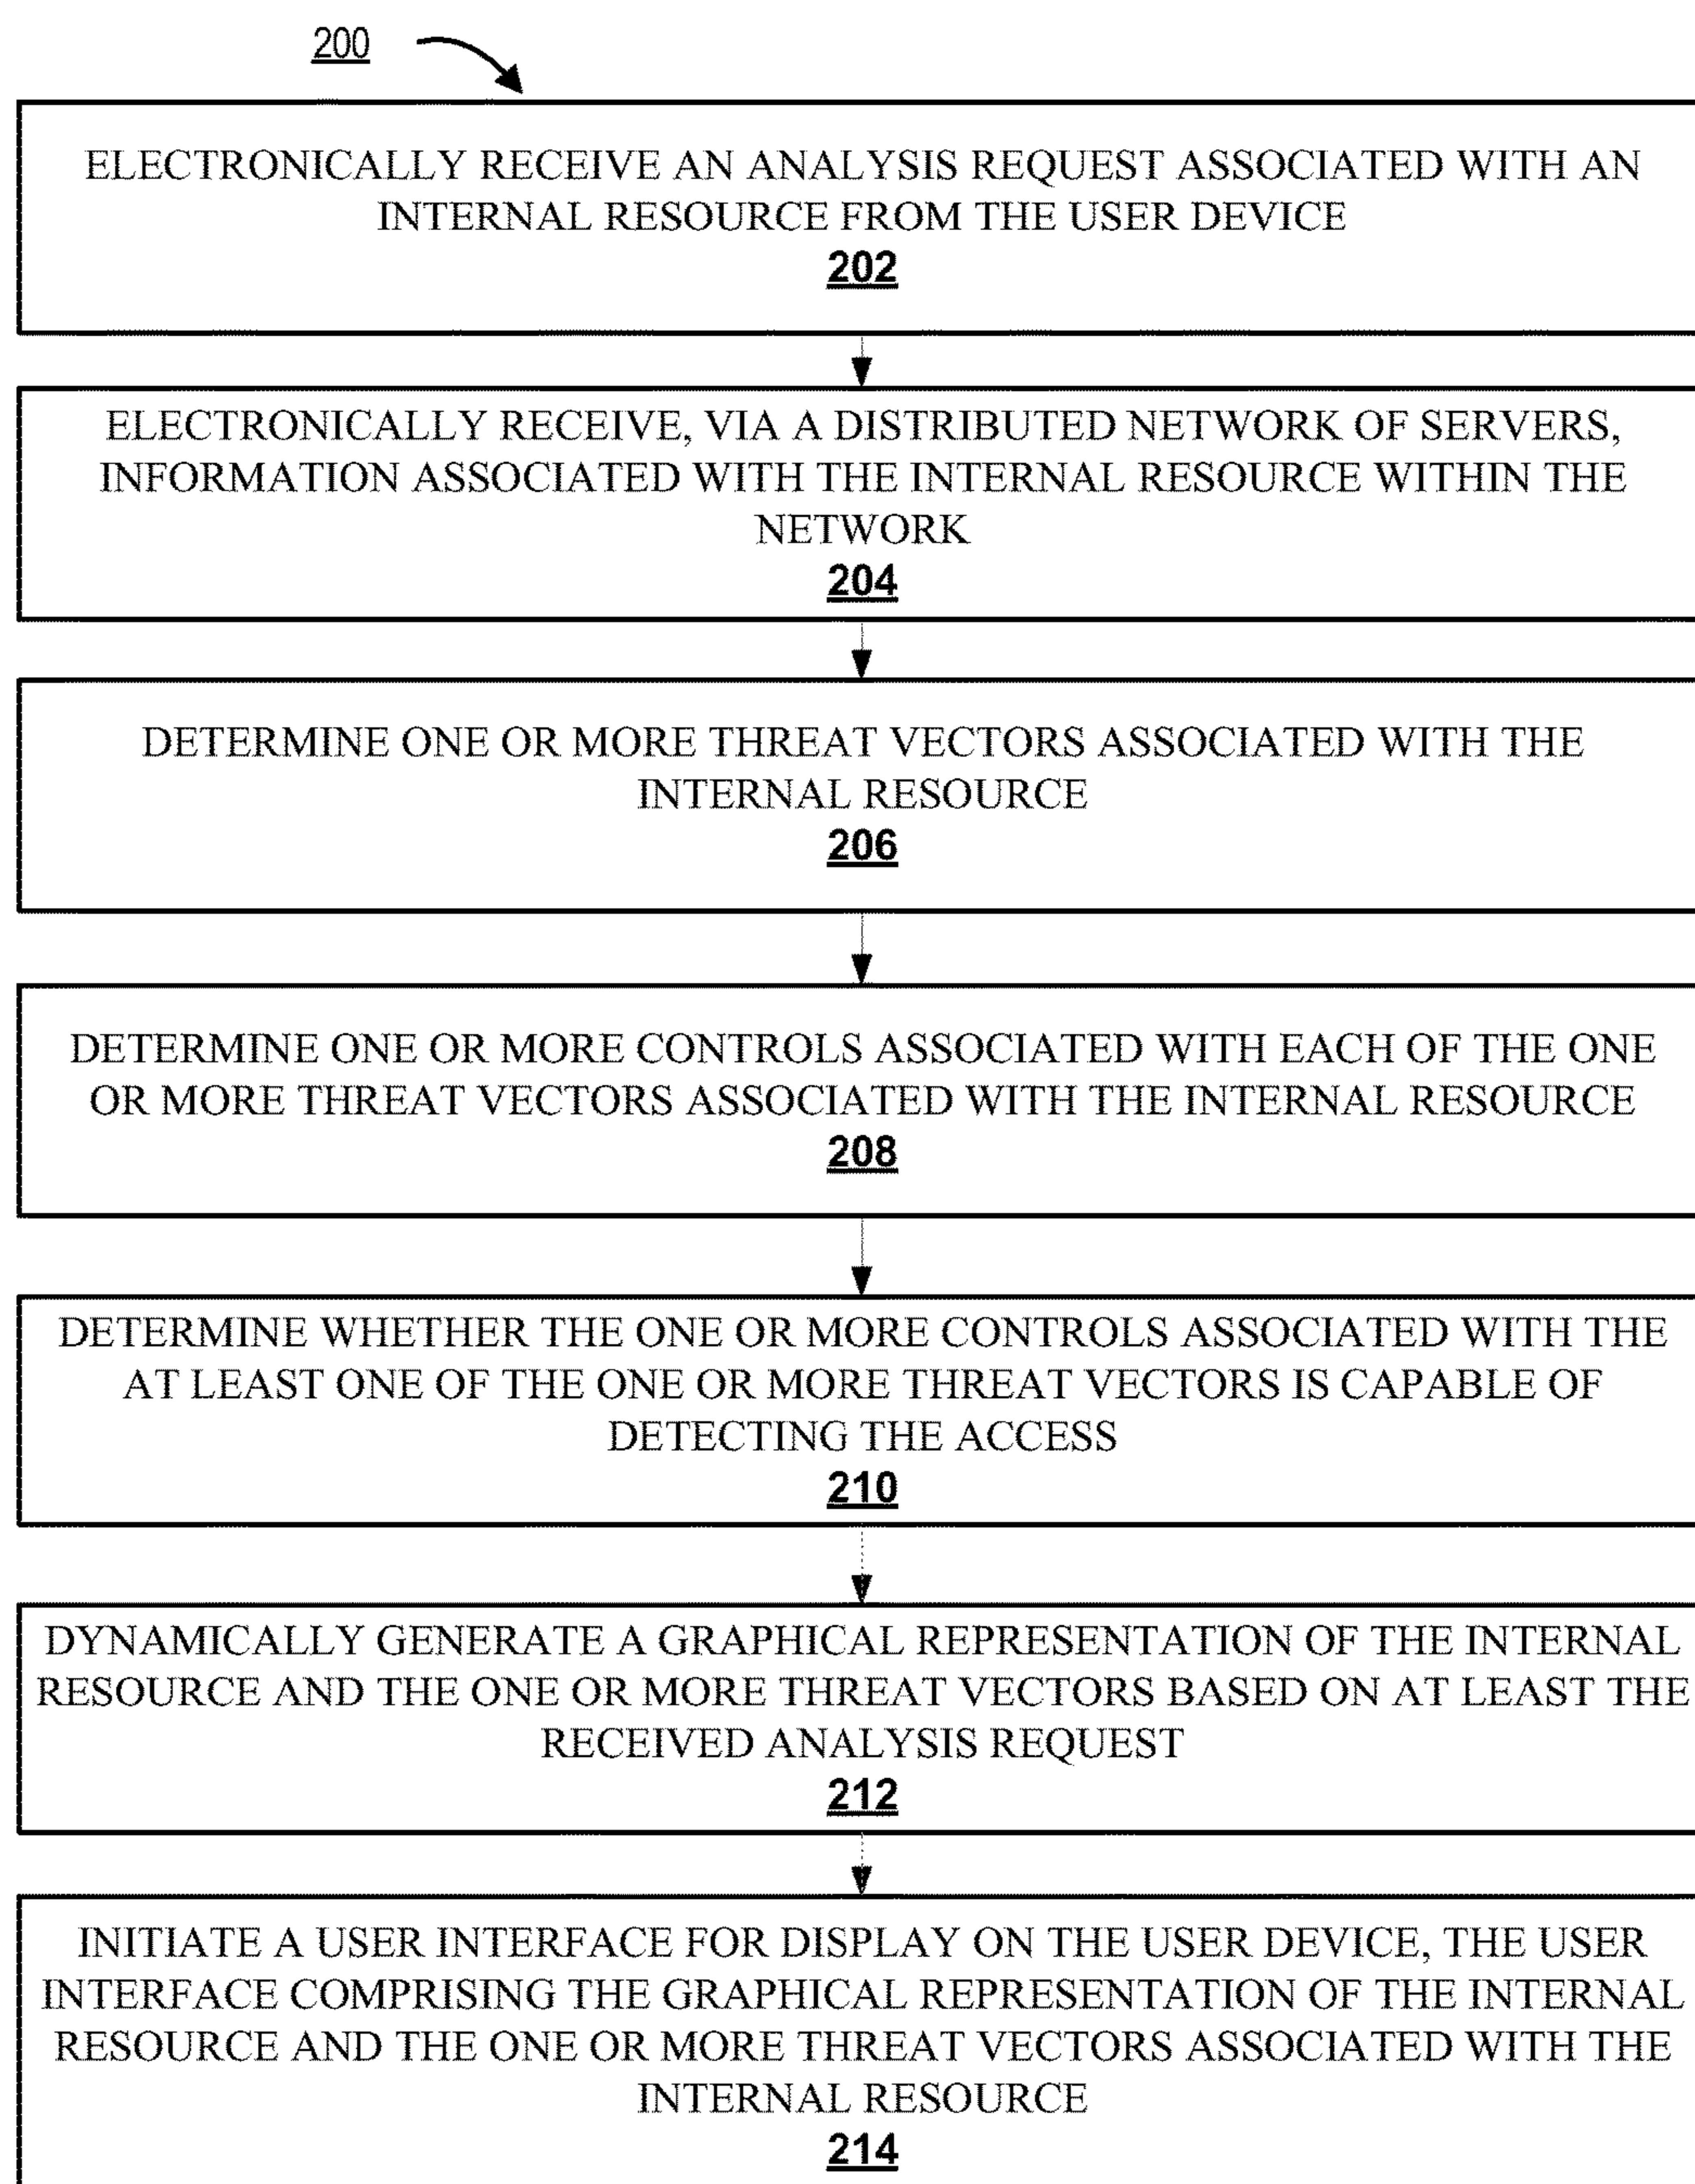 200
ELECTRONICALLY RECEIVE AN ANALYSIS REQUEST ASSOCIATED WITH AN
INTERNAL RESOURCE FROM THE USER DEVICE
202
ELECTRONICALLY RECEIVE, VIA A DISTRIBUTED NETWORK OF SERVERS,
INFORMATION ASSOCIATED WITH THE INTERNAL RESOURCE WITHIN THE
NETWORK
204
DETERMINE ONE OR MORE THREAT VECTORS ASSOCIATED WITH THE
INTERNAL RESOURCE
206
DETERMINE ONE OR MORE CONTROLS ASSOCIATED WITH EACH OF THE ONE
OR MORE THREAT VECTORS ASSOCIATED WITH THE INTERNAL RESOURCE
208
DETERMINE WHETHER THE ONE OR MORE CONTROLS ASSOCIATED WITH THE
AT LEAST ONE OF THE ONE OR MORE THREAT VECTORS IS CAPABLE OF
DETECTING THE ACCESS
210
DYNAMICALLY GENERATE A GRAPHICAL REPRESENTATION OF THE INTERNAL
RESOURCE AND THE ONE OR MORE THREAT VECTORS BASED ON AT LEAST THE
RECEIVED ANALYSIS REQUEST
212
INITIATE A USER INTERFACE FOR DISPLAY ON THE USER DEVICE, THE USER
INTERFACE COMPRISING THE GRAPHICAL REPRESENTATION OF THE INTERNAL
RESOURCE AND THE ONE OR MORE THREAT VECTORS ASSOCIATED WITH THE
INTERNAL RESOURCE
214